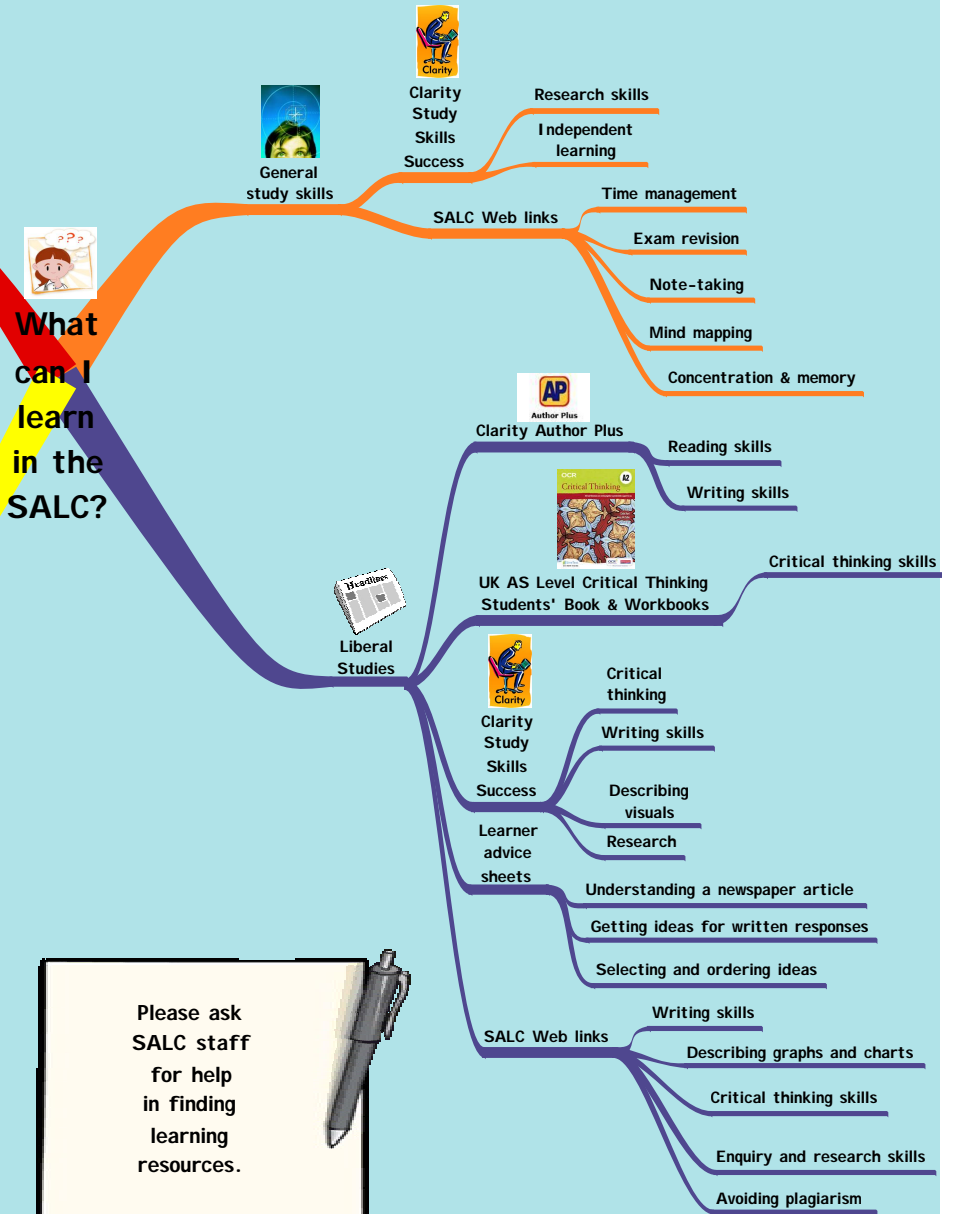 What
can I
learn
in the
SALC?
???
General
study skills
Clarity
Clarity
Study
Skills
Success
Research skills
Independent
learning
SALC Web links
Time management
Exam revision
Note-taking
Mind mapping
Concentration & memory
Headlines
Liberal
Studies
AP
Author Plus
Clarity Author Plus
Reading skills
Writing skills
OCR
A2
Critical Thinking
UK AS Level Critical Thinking
Students' Book & Workbooks
Critical thinking skills
Clarity
Clarity
Study
Skills
Success
Critical
thinking
Writing skills
Describing
visuals
Research
Learner
advice
sheets
Understanding a newspaper article
Getting ideas for written responses
Selecting and ordering ideas
SALC Web links
Writing skills
Describing graphs and charts
Critical thinking skills
Enquiry and research skills
Avoiding plagiarism
Please ask
SALC staff
for help
in finding
learning
resources.